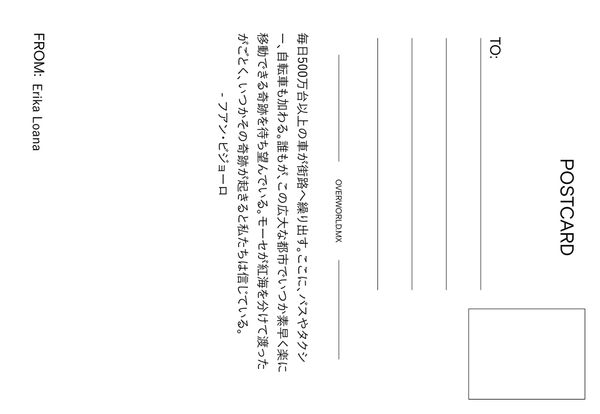 POSTCARD
TO:
OVERWORLD.MX
毎日500万台以上の車が街路へ繰り出す。ここに、バスやタクシ
ー、自転車も加わる。誰もが、この広大な都市でいつか素早く楽に
移動できる奇跡を待ち望んでいる。モーセが紅海を分けて渡った
がごとく、いつかその奇跡が起きると私たちは信じている。
- フアン・ビジョーロ
FROM: Erika Loana